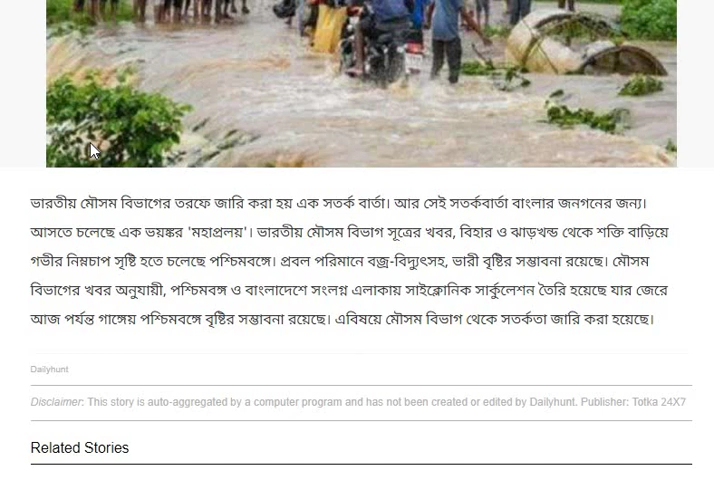 ভারতীয় মৌসম বিভাগের তরফে জারি করা হয় এক সতর্ক বার্তা। আর সেই সতর্কবার্তা বাংলার জনগনের জন্য।
আসতে চলেছে এক ভয়ঙ্কর 'মহাপ্রলয়'। ভারতীয় মৌসম বিভাগ সূত্রের খবর, বিহার ও ঝাড়খন্ড থেকে শক্তি বাড়িয়ে
গভীর নিম্নচাপ সৃষ্টি হতে চলেছে পশ্চিমবঙ্গে। প্রবল পরিমানে বজ্র-বিদ্যুৎসহ, ভারী বৃষ্টির সম্ভাবনা রয়েছে। মৌসম
বিভাগের খবর অনুযায়ী, পশ্চিমবঙ্গ ও বাংলাদেশে সংলগ্ন এলাকায় সাইক্লোনিক সার্কুলেশন তৈরি হয়েছে যার জেরে
আজ পর্যন্ত গাঙ্গেয় পশ্চিমবঙ্গে বৃষ্টির সম্ভাবনা রয়েছে। এবিষয়ে মৌসম বিভাগ থেকে সতর্কতা জারি করা হয়েছে।
Dailyhunt
Disclaimer: This story is auto-aggregated by a computer program and has not been created or edited by Dailyhunt. Publisher: Totka 24X7
Related Stories